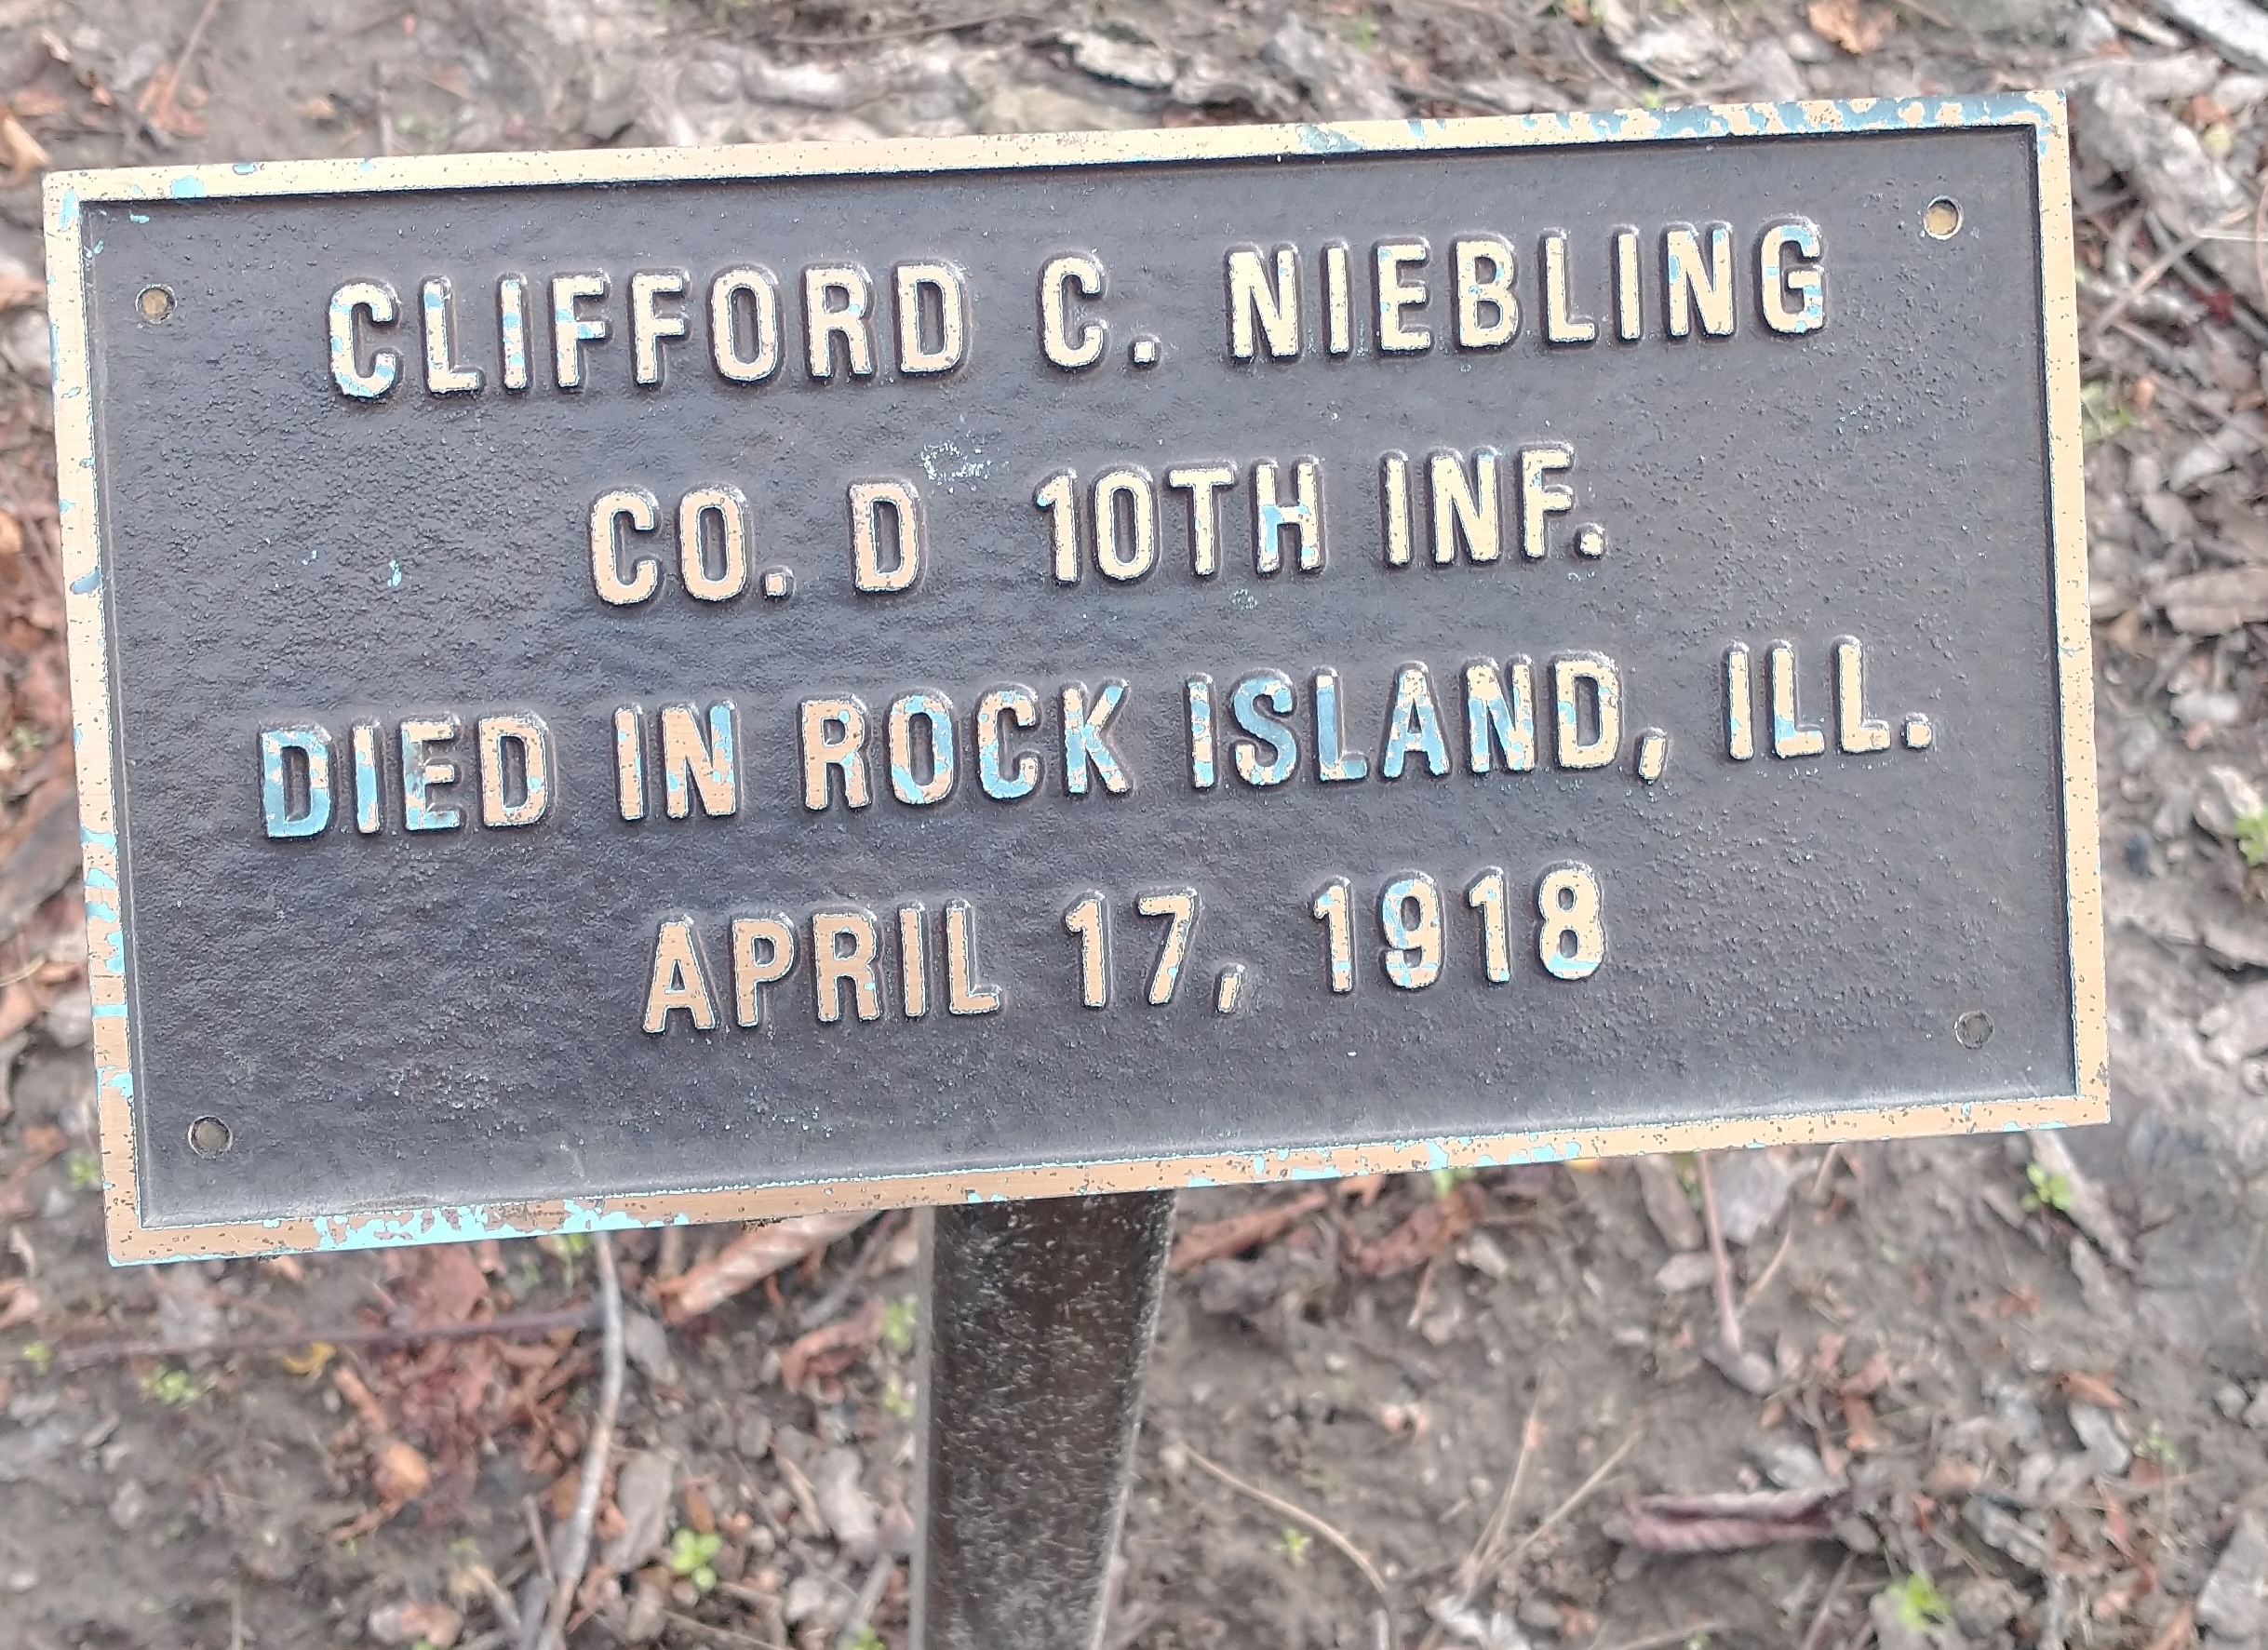 CLIFFORD C. NIEBLING
CO. D 10TH INF.
DIED IN ROCK ISLAND, ILL.
APRIL 17, 1918